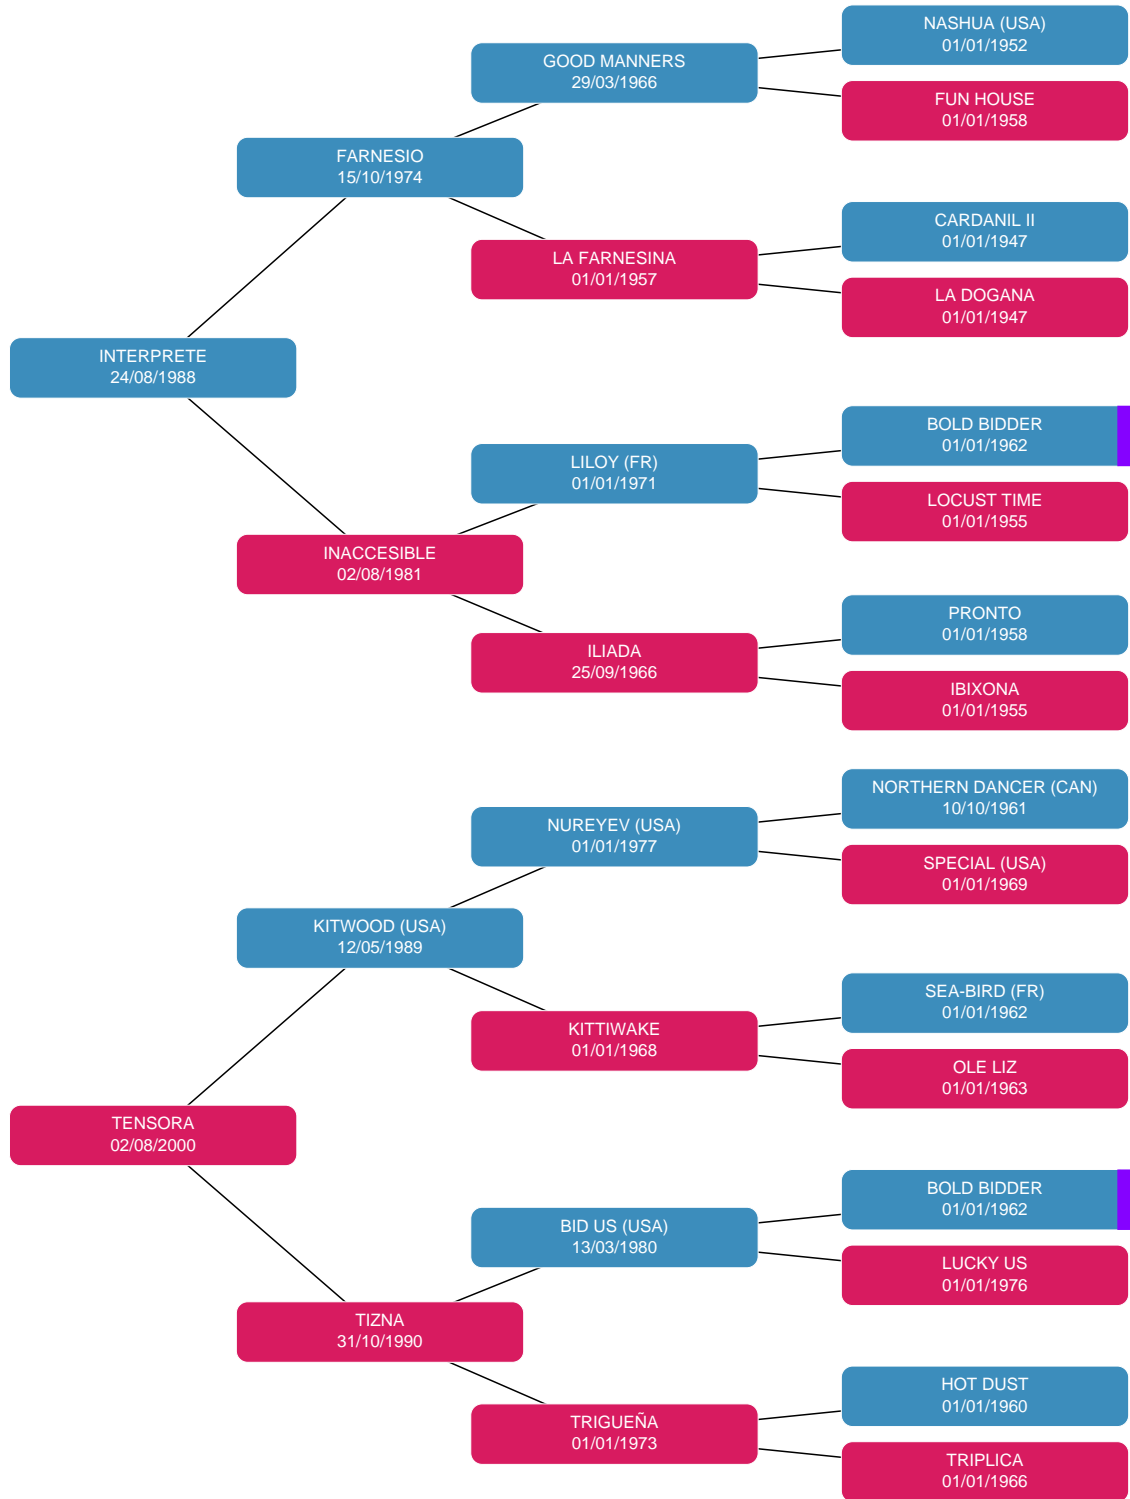 NASHUA (USA)
01/01/1952
GOOD MANNERS
29/03/1966
FUN HOUSE
01/01/1958
FARNESIO
15/10/1974
CARDANIL II
01/01/1947
LA FARNESINA
01/01/1957
LA DOGANA
01/01/1947
INTERPRETE
24/08/1988
BOLD BIDDER
01/01/1962
LILOY (FR)
01/01/1971
LOCUST TIME
01/01/1955
INACCESIBLE
02/08/1981
PRONTO
01/01/1958
ILIADA
25/09/1966
IBIXONA
01/01/1955
NORTHERN DANCER (CAN)
10/10/1961
NUREYEV (USA)
01/01/1977
SPECIAL (USA)
01/01/1969
KITWOOD (USA)
12/05/1989
SEA-BIRD (FR)
01/01/1962
KITTIWAKE
01/01/1968
OLE LIZ
01/01/1963
TENSORA
02/08/2000
BOLD BIDDER
01/01/1962
BID US (USA)
13/03/1980
LUCKY US
01/01/1976
TIZNA
31/10/1990
HOT DUST
01/01/1960
TRIGUEÑA
01/01/1973
TRIPLICA
01/01/1966